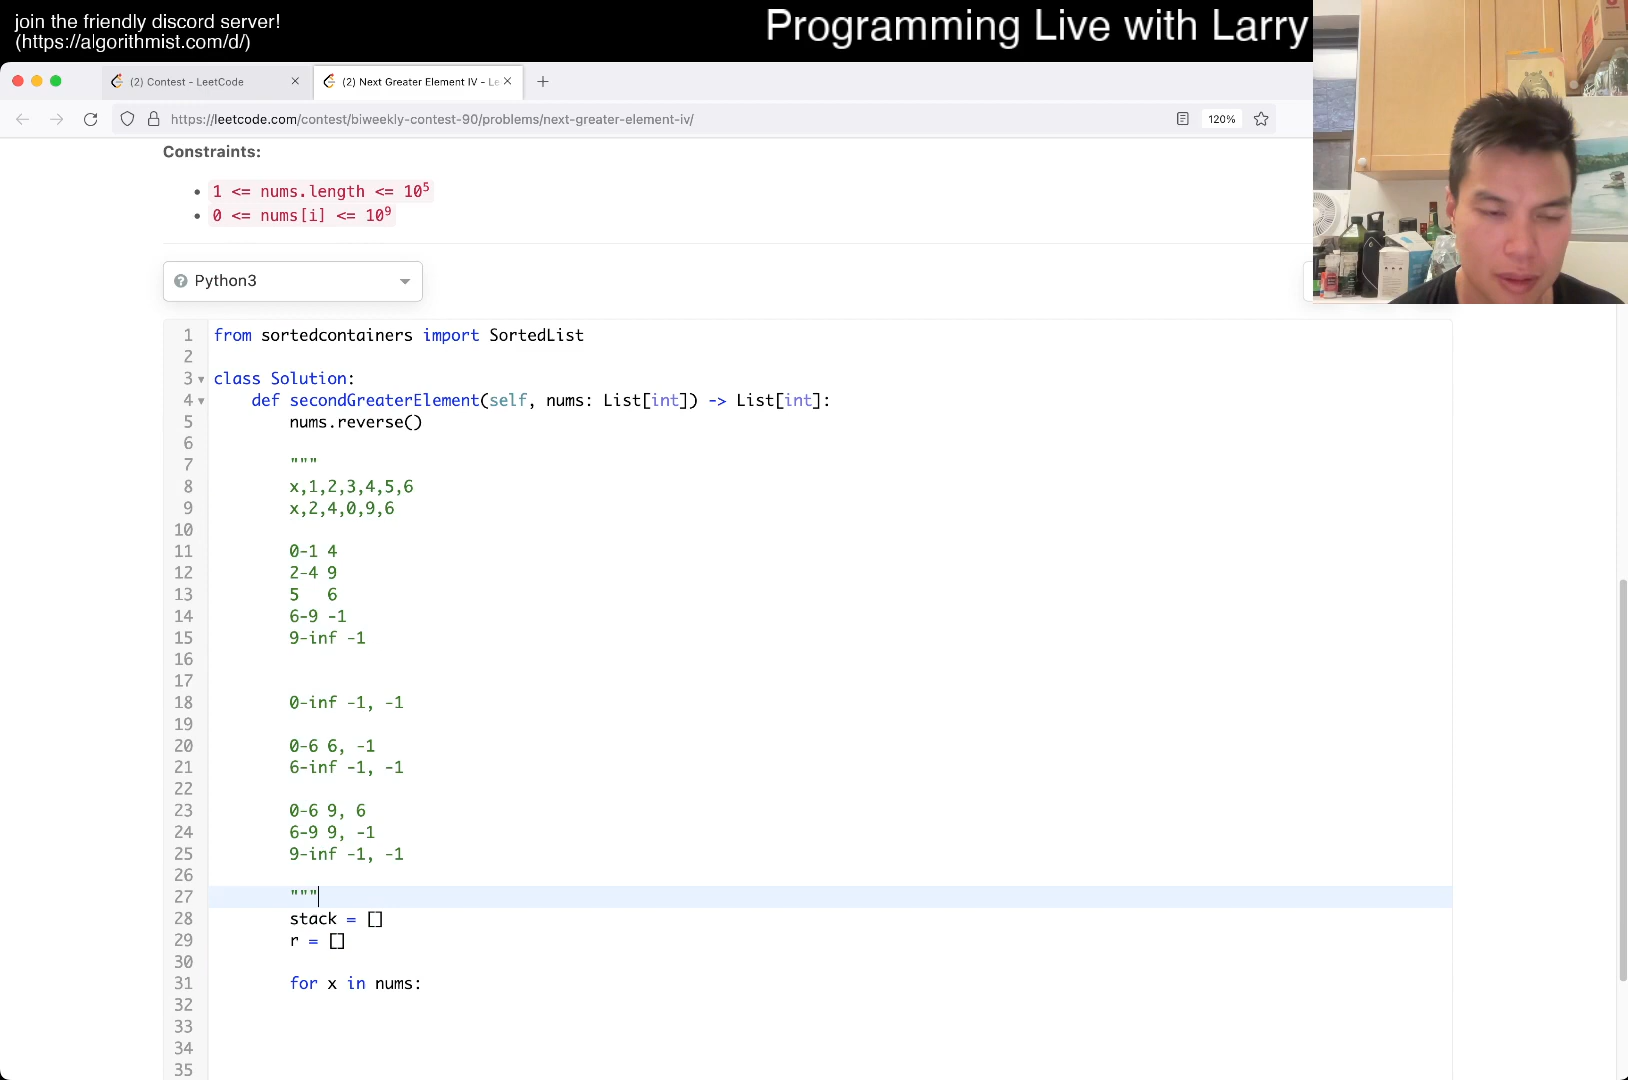 join the friendly discord server!
(https://algorithmist.com/d/)
Programming Live with Larry
(2) Contest - LeetCode
(2) Next Greater Element IV - Le
https://leetcode.com/contest/biweekly-contest-90/problems/next-greater-element-iv/
120%
Constraints:
1 <= nums.length <= 10⁵
0 <= nums[i] <= 10⁹
Python3
1 from sortedcontainers import SortedList
2
3 class Solution:
4 def secondGreaterElement(self, nums: List[int]) -> List[int]:
5 nums.reverse()
6
7 """
8 x,1,2,3,4,5,6
9 x,2,4,0,9,6
10
11 0-1 4
12 2-4 9
13 5 6
14 6-9 -1
15 9-inf -1
16
17
18 0-inf -1, -1
19
20 0-6 6, -1
21 6-inf -1, -1
22
23 0-6 9, 6
24 6-9 9, -1
25 9-inf -1, -1
26
27 """
28 stack = []
29 r = []
30
31 for x in nums:
32
33
34
35